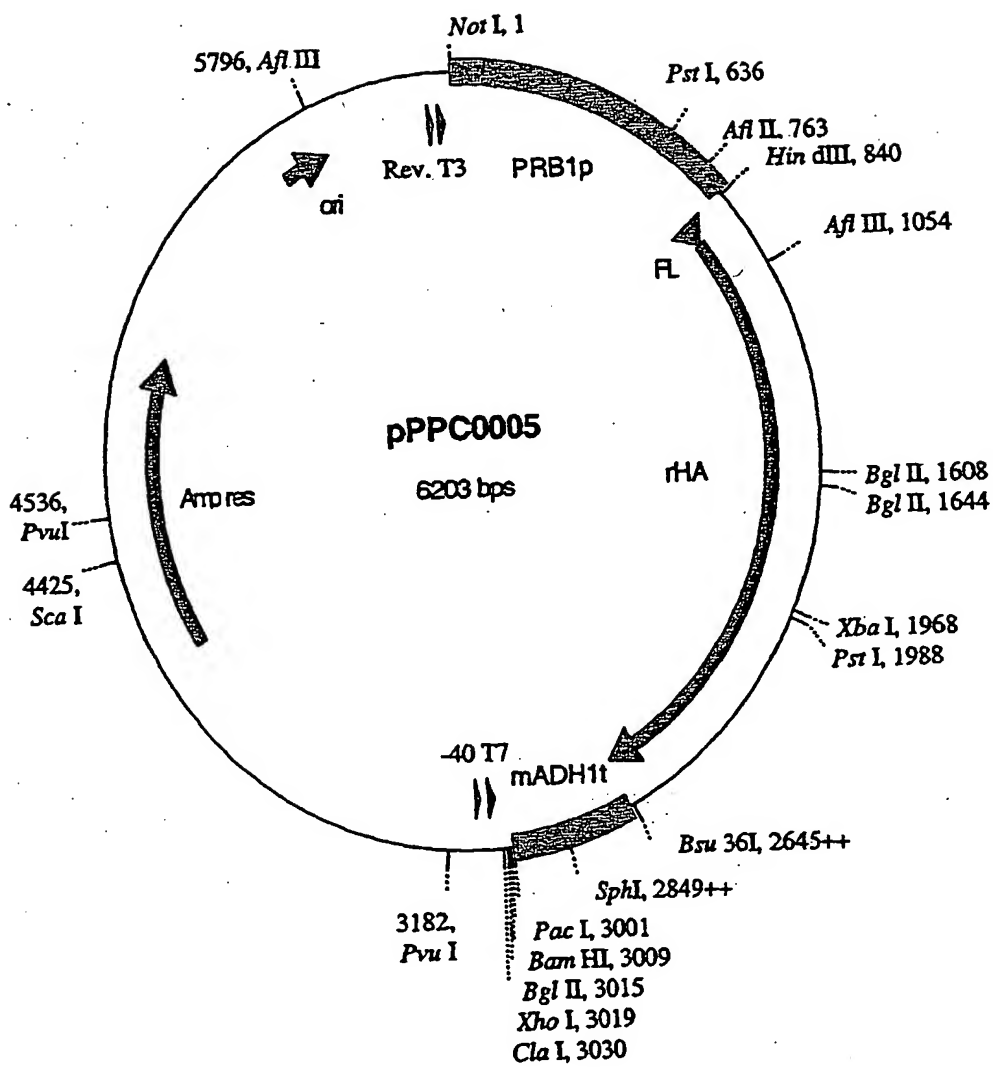 Not I, 1
5796, Afl III
Pst I, 636
Afl II. 763
Hin dIII, 840
Rev. T3
PRB1p
ori
Afl III, 1054
FL
pPPC0005
6203 bps
rHA
Bgl II, 1608
Bgl II, 1644
Amp res
4536,
PvuI
4425,
Sca I
Xba I, 1968
Pst I, 1988
-40 T7
mADH1t
Bsu 36I, 2645++
SphI, 2849++
3182,
Pvu I
Pac I, 3001
Bam HI, 3009
Bgl II, 3015
Xho I, 3019
Cla I, 3030